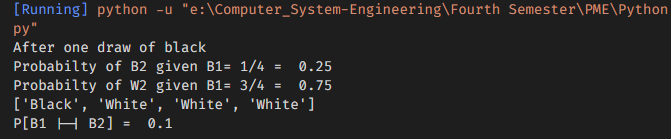 [Running] python -u "e:\Computer_System-Engineering\Fourth Semester\PME\Python
py"
After one draw of black
Probabilty of B2 given B1= 1/4 =  0.25
Probabilty of W2 given B1= 3/4 =  0.75
['Black', 'White', 'White', 'White']
P[B1 |-| B2] =  0.1